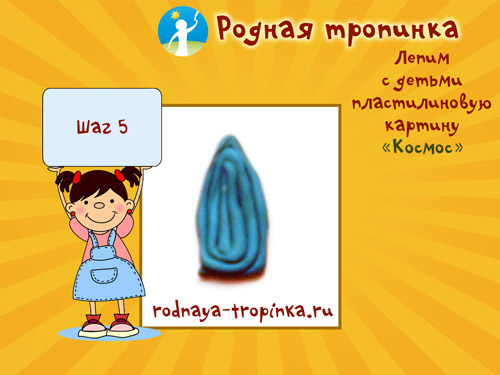 Родная тропинка
Лепим
с детьми
пластилиновую
картину
«Космос»
Шаг 5
rodnaya-tropinka.ru